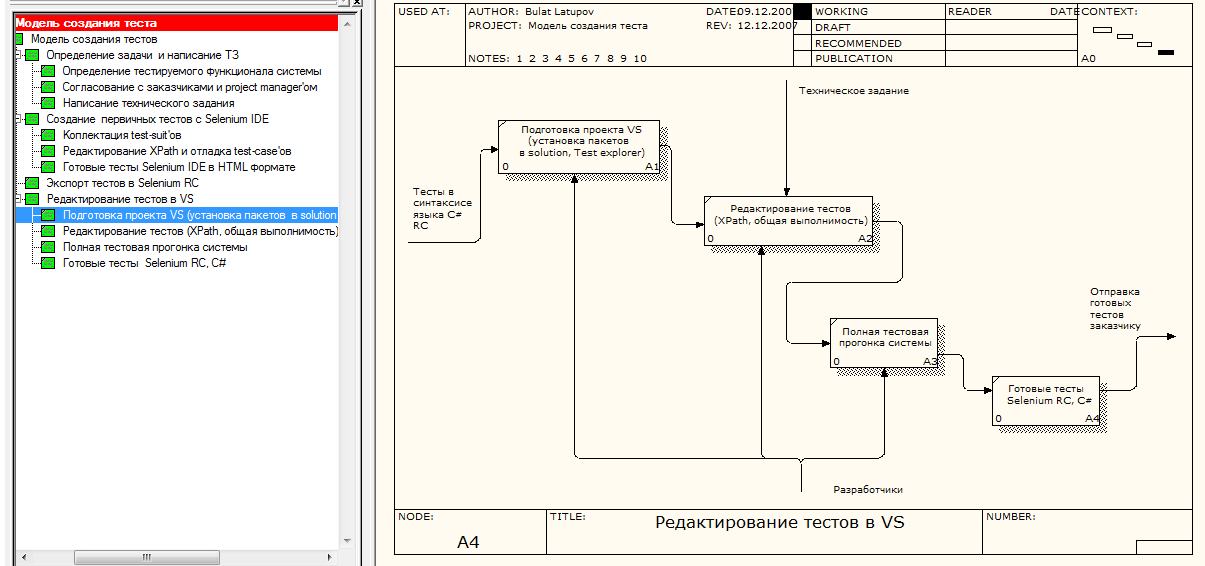 Модель создания теста
Модель создания тестов
Определение задачи и написание ТЗ
Определение тестируемого функционала системы
Согласование с заказчиками и project manager'ом
Написание технического задания
Создание первичных тестов с Selenium IDE
Коплектация test-suit'ов
Редактирование XPath и отладка test-case'ов
Готовые тесты Selenium IDE в HTML формате
Экспорт тестов в Selenium RC
Редактирование тестов в VS
Подготовка проекта VS (установка пакетов в solution
Редактирование тестов (XPath, общая выполнимость)
Полная тестовая прогонка системы
Готовые тесты Selenium RC, C#
USED AT:
AUTHOR: Bulat Latupov
PROJECT: Модель создания теста
NOTES: 1 2 3 4 5 6 7 8 9 10
DATE:09.12.200
REV: 12.12.2007
WORKING
DRAFT
RECOMMENDED
PUBLICATION
READER
DATE
CONTEXT:
A0
Техническое задание
Подготовка проекта VS
(установка пакетов
в solution, Test explorer)
0
A1
Тесты в
синтаксисе
языка C#
RC
Редактирование тестов
(XPath, общая выполнимость)
0
A2
Отправка
готовых
тестов
заказчику
Полная тестовая
прогонка системы
0
A3
Готовые тесты
Selenium RC, C#
0
A4
Разработчики
NODE:
A4
TITLE:
Редактирование тестов в VS
NUMBER: